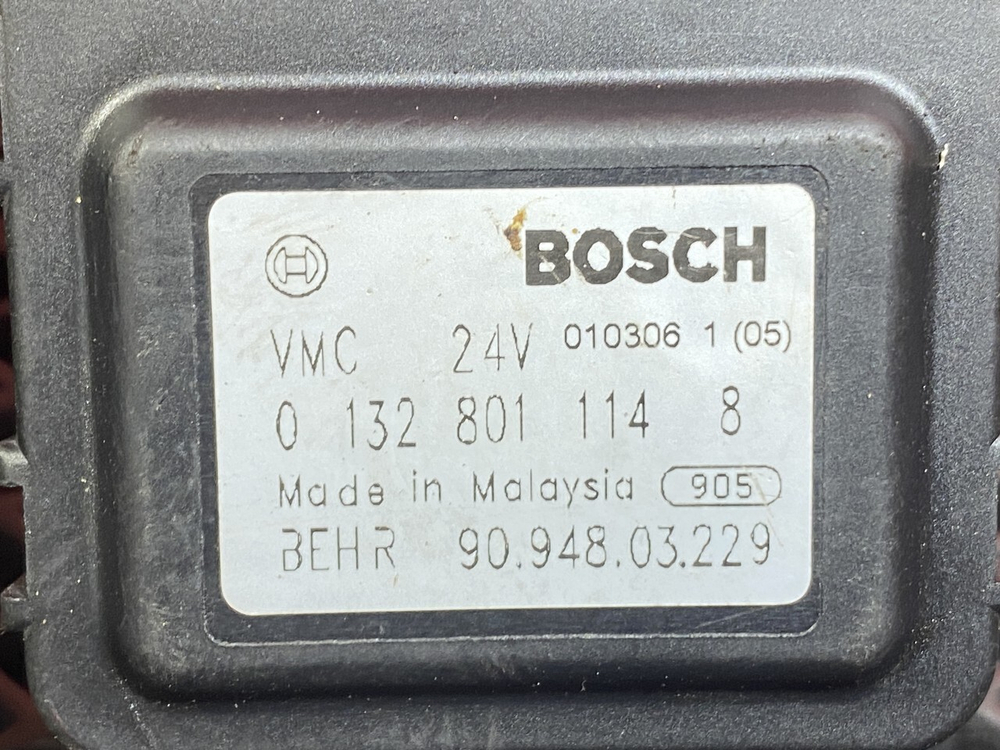 BOSCH
VMC 24V 010306 1 (05)
0 132 801 114 8
Made in Malaysia 905
BEHR 90.948.03.229